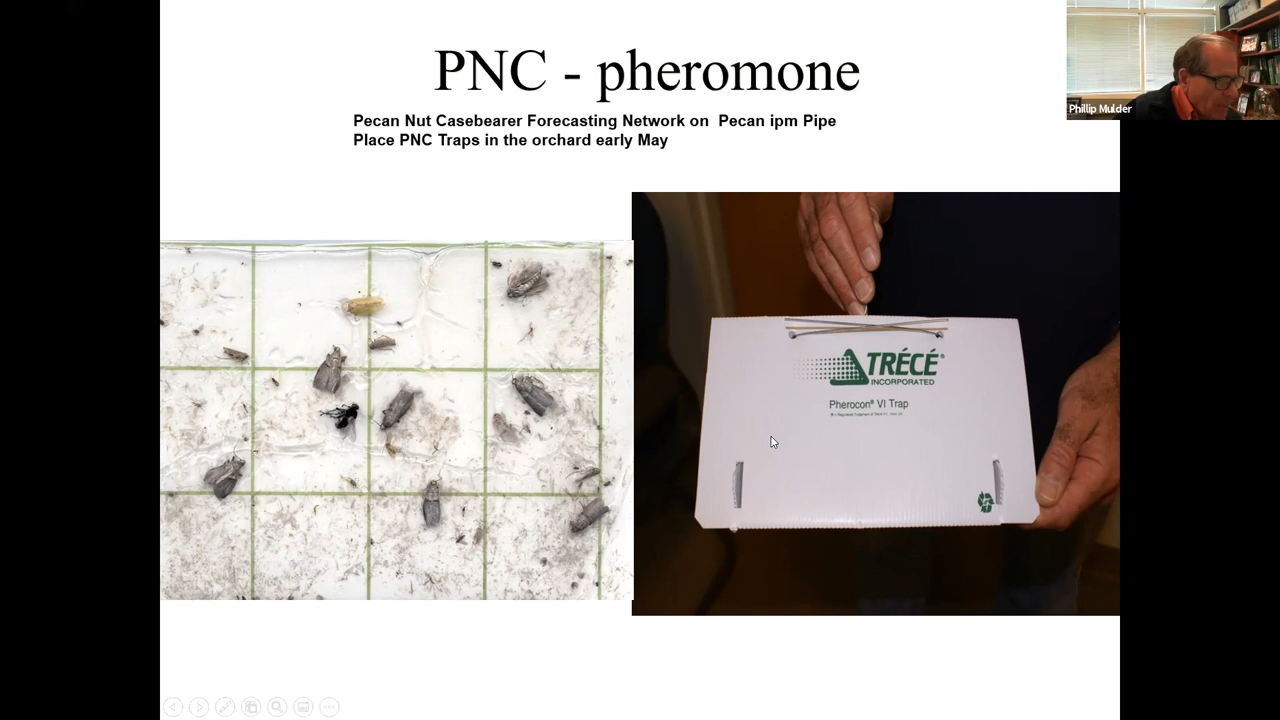 PNC - pheromone
Phillip Mulder
Pecan Nut Casebearer Forecasting Network on  Pecan ipm Pipe
Place PNC Traps in the orchard early May
TRÉCÉ®
INCORPORATED
Pherocon® VI Trap